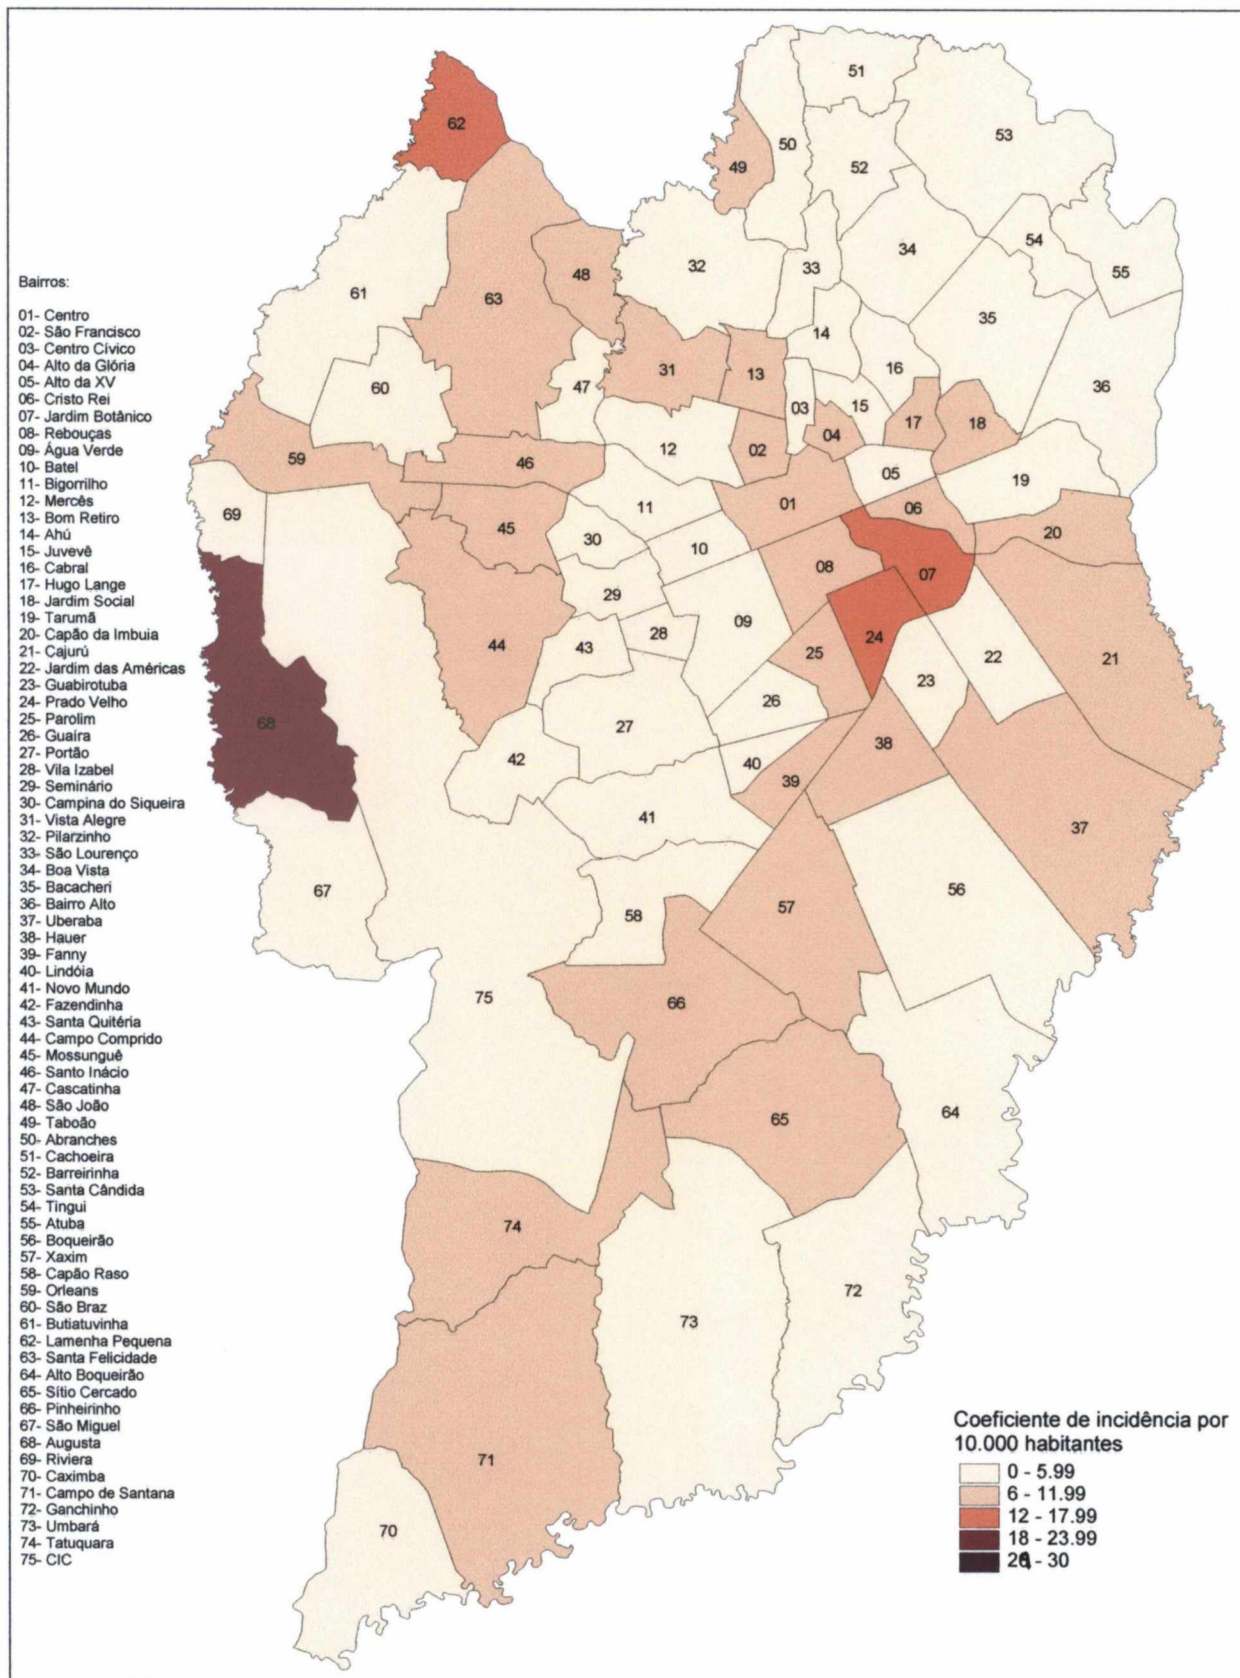 51
53
62
50
52
49
54
34
48
33
32
55
Bairros:
61
63
35
01- Centro
02- São Francisco
14
03- Centro Cívico
04- Alto da Glória
16
31
13
05- Alto da XV
47
60
36
06- Cristo Rei
03
15
07- Jardim Botânico
17
18
08- Rebouças
04
09- Água Verde
12
02
10- Batel
59
46
05
11- Bigorrilho
19
12- Mercês
01
11
13- Bom Retiro
06
69
14- Ahú
45
20
15- Juvevê
30
10
16- Cabral
08
07
17- Hugo Lange
18- Jardim Social
29
19- Tarumã
09
20- Capão da Imbuia
28
24
44
43
25
22
21
21- Cajurú
22- Jardim das Américas
23
23- Guabirotuba
24- Prado Velho
26
25- Parolim
68
27
26- Guaíra
38
27- Portão
42
40
28- Vila Izabel
39
29- Seminário
30- Campina do Siqueira
41
31- Vista Alegre
37
32- Pilarzinho
33- São Lourenço
34- Boa Vista
67
56
35- Bacacheri
57
36- Bairro Alto
58
37- Uberaba
38- Hauer
39- Fanny
40- Lindóia
41- Novo Mundo
75
66
42- Fazendinha
43- Santa Quitéria
44- Campo Comprido
45- Mossunguê
46- Santo Inácio
47- Cascatinha
48- São João
64
65
49- Taboão
50- Abranches
51- Cachoeira
52- Barreirinha
53- Santa Cândida
54- Tingui
74
55- Atuba
56- Boqueirão
57- Xaxim
58- Capão Raso
59- Orleans
72
60- São Braz
61- Butiatuvinha
73
62- Lamenha Pequena
63- Santa Felicidade
64- Alto Boqueirão
65- Sítio Cercado
66- Pinheirinho
67- São Miguel
68- Augusta
69- Riviera
71
70- Caximba
71- Campo de Santana
72- Ganchinho
73- Umbará
70
74- Tatuquara
75- CIC
Coeficiente de incidência por
10.000 habitantes
0 - 5.99
6 - 11.99
12 - 17.99
18 - 23.99
- 30